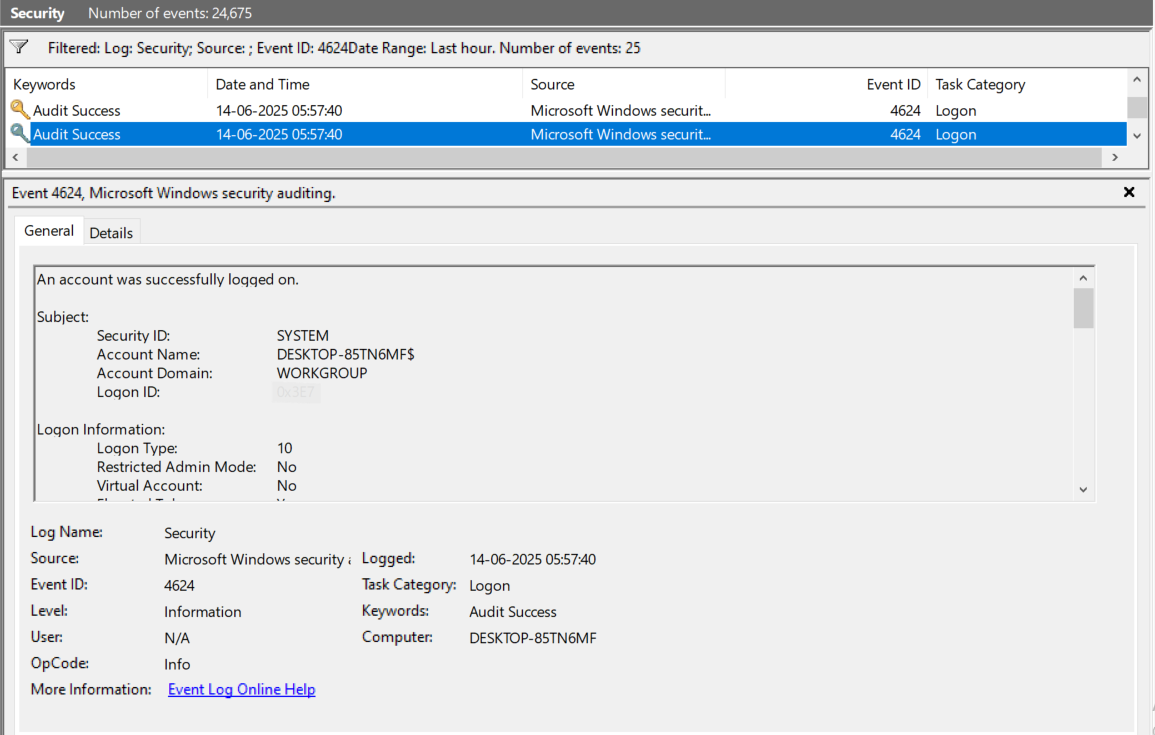 Security Number of events: 24,675
Filtered: Log: Security; Source: ; Event ID: 4624Date Range: Last hour. Number of events: 25
Keywords Date and Time Source Event ID Task Category
Audit Success 14-06-2025 05:57:40 Microsoft Windows securit... 4624 Logon
Audit Success 14-06-2025 05:57:40 Microsoft Windows securit... 4624 Logon
Event 4624, Microsoft Windows security auditing.
General Details
An account was successfully logged on.
Subject:
Security ID: SYSTEM
Account Name: DESKTOP-85TN6MF$
Account Domain: WORKGROUP
Logon ID: 0x3E7
Logon Information:
Logon Type: 10
Restricted Admin Mode: No
Virtual Account: No
Log Name: Security
Source: Microsoft Windows security Logged: 14-06-2025 05:57:40
Event ID: 4624 Task Category: Logon
Level: Information Keywords: Audit Success
User: N/A Computer: DESKTOP-85TN6MF
OpCode: Info
More Information: Event Log Online Help